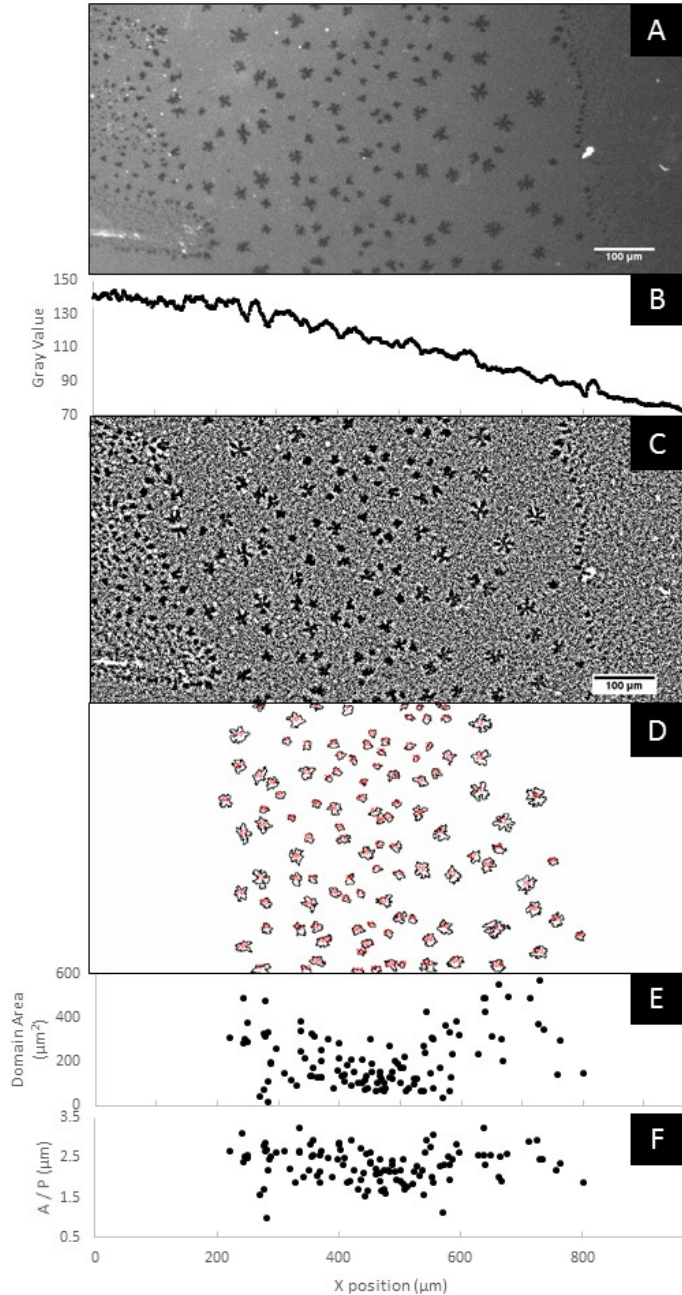 A
100 µm
B
150
130
110
90
70
Gray Value
C
100 µm
D
E
600
400
200
0
Domain Area
(µm²)
F
3.5
2.5
1.5
0.5
A / P (µm)
0
200
400
600
800
X position (µm)